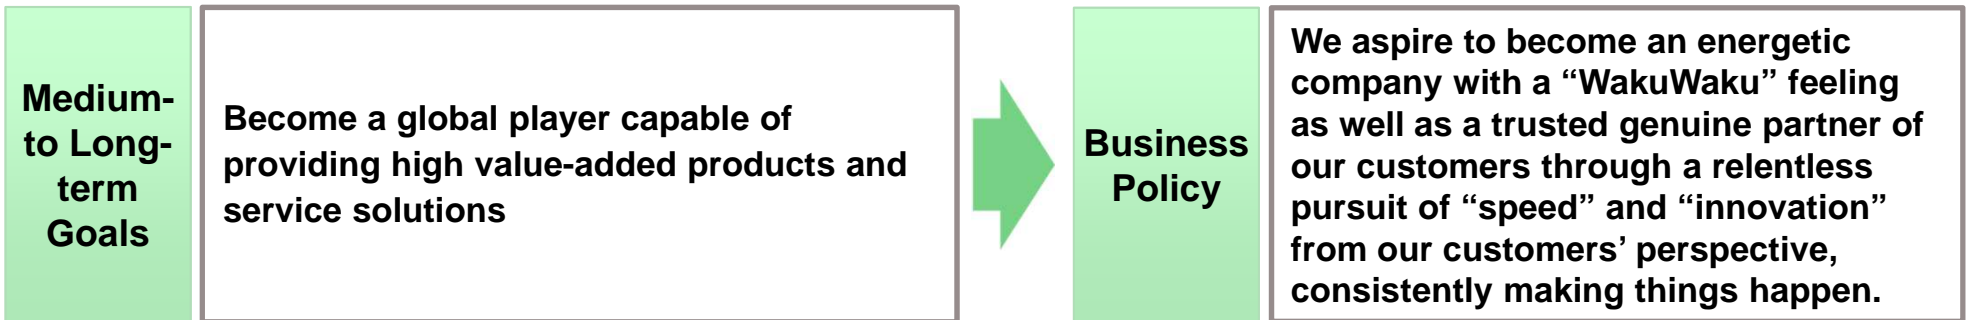 Medium-
to Long-
term
Goals
Become a global player capable of
providing high value-added products and
service solutions
Business
Policy
We aspire to become an energetic
company with a “WakuWaku” feeling
as well as a trusted genuine partner of
our customers through a relentless
pursuit of “speed” and “innovation”
from our customers’ perspective,
consistently making things happen.